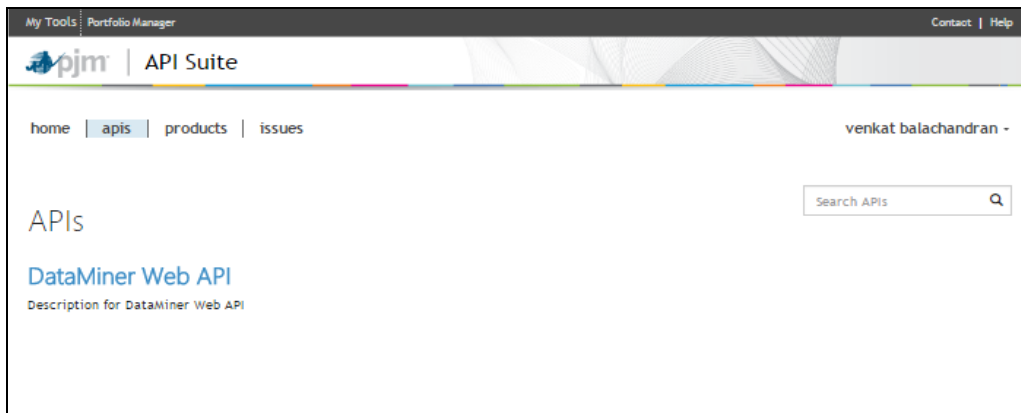 My Tools Portfolio Manager Contact | Help
pjm | API Suite
home | apis | products | issues venkat balachandran
Search APIs
APIs
DataMiner Web API
Description for DataMiner Web API